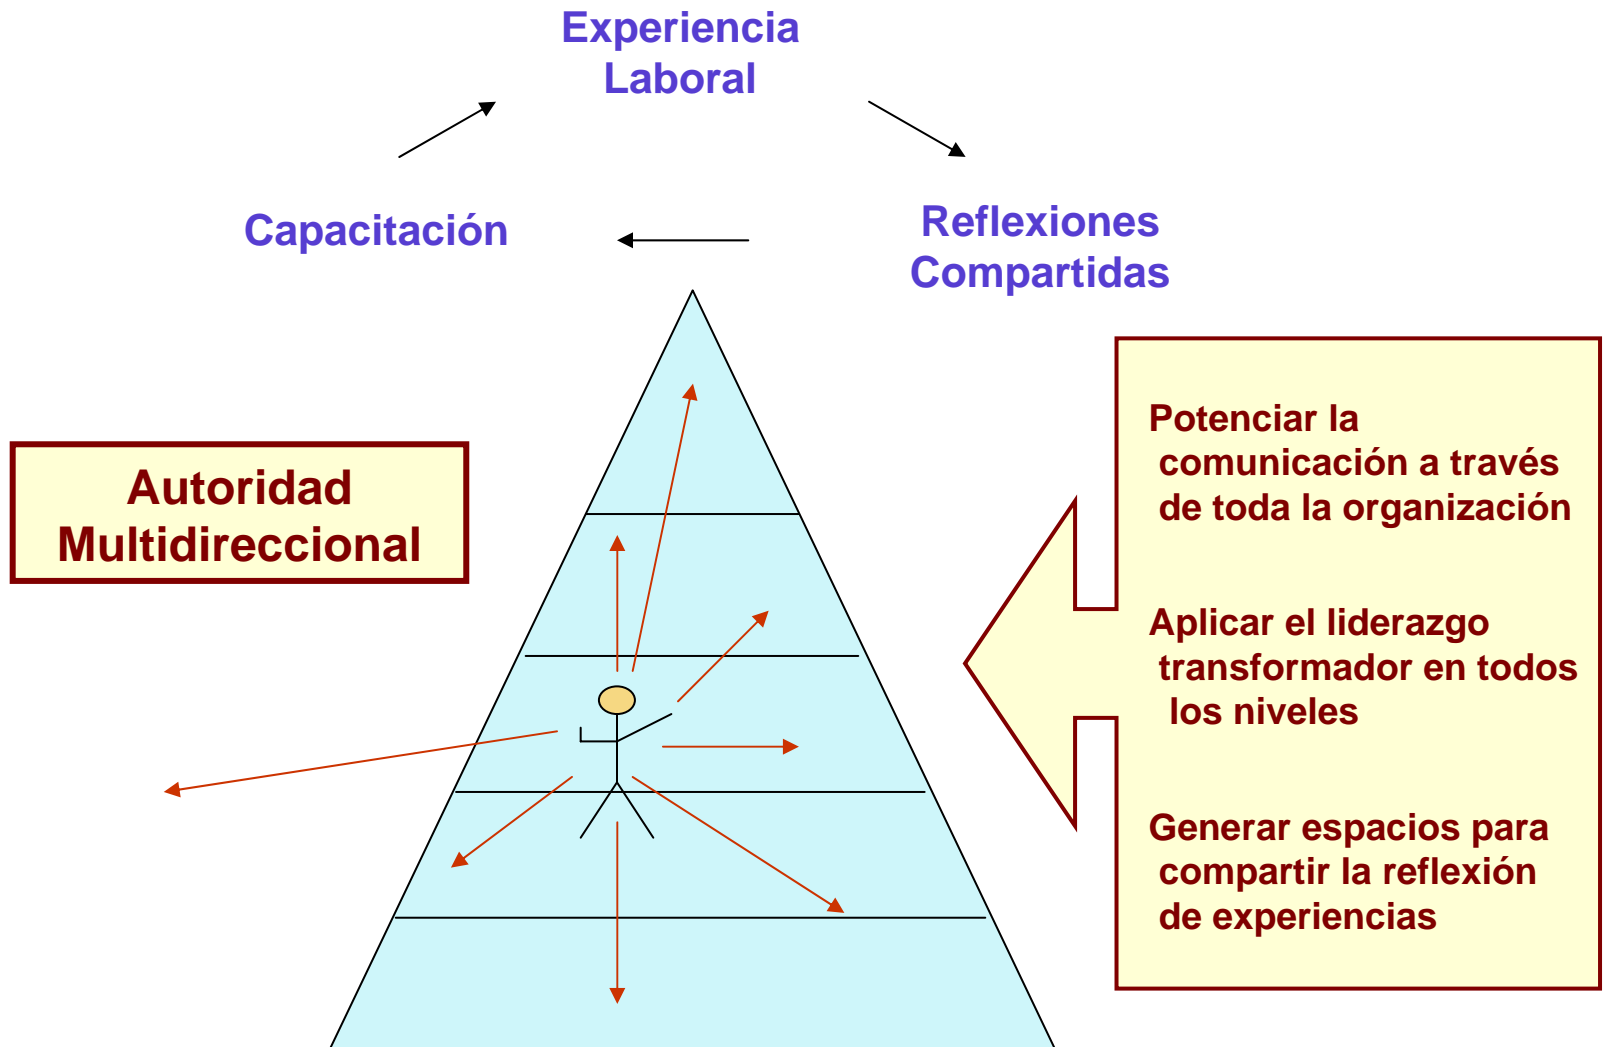 Experiencia
Laboral
Capacitación
Reflexiones
Compartidas
Autoridad
Multidireccional
Potenciar la
comunicación a través
de toda la organización
Aplicar el liderazgo
transformador en todos
los niveles
Generar espacios para
compartir la reflexión
de experiencias